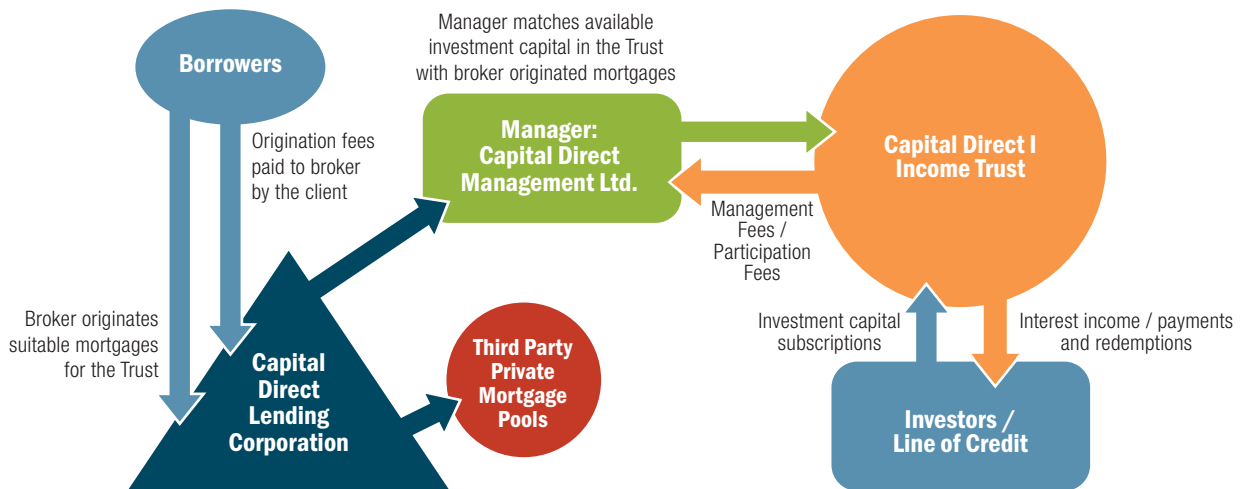 Borrowers
Manager matches available
investment capital in the Trust
with broker originated mortgages
Origination fees
paid to broker
by the client
Manager:
Capital Direct
Management Ltd.
Capital Direct I
Income Trust
Management
Fees /
Participation
Fees
Broker originates
suitable mortgages
for the Trust
Capital
Direct
Lending
Corporation
Third Party
Private
Mortgage
Pools
Investment capital
subscriptions
Interest income / payments
and redemptions
Investors /
Line of Credit